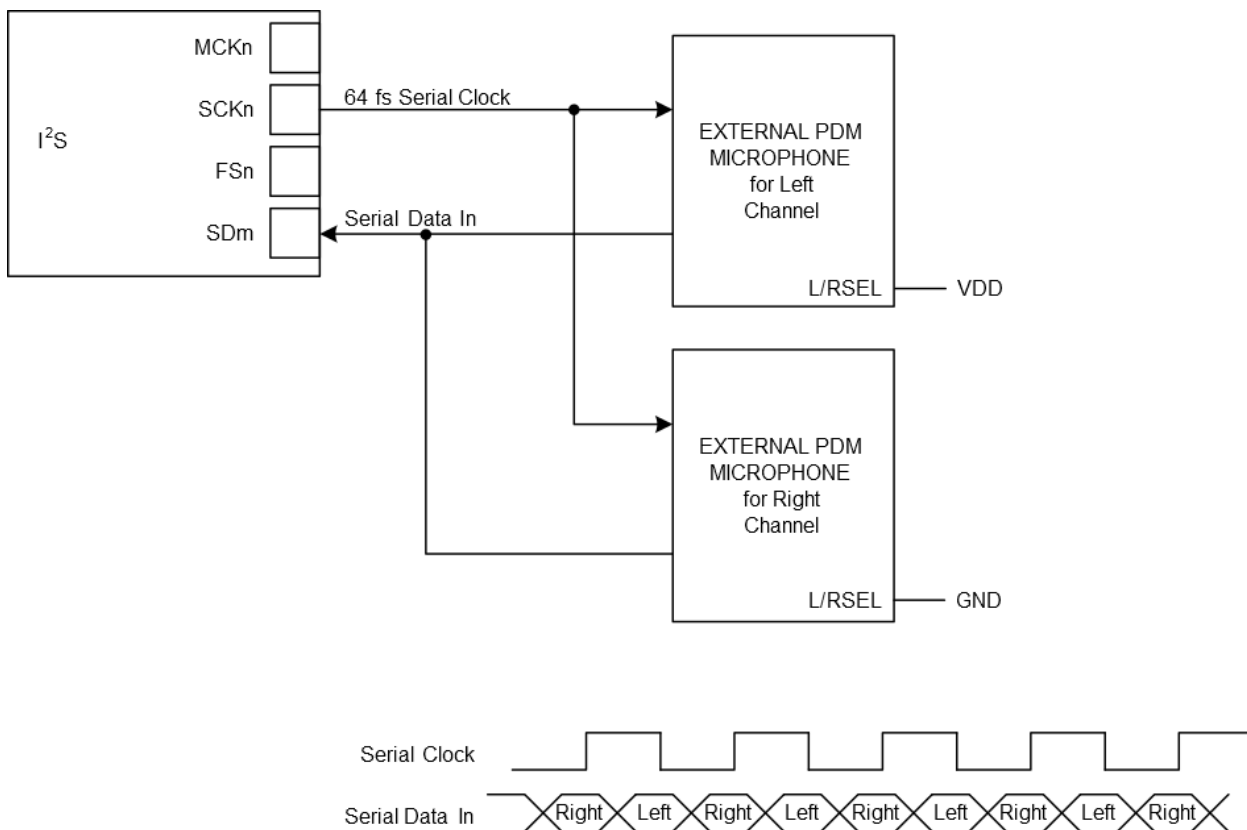 MCKn
SCKn
I²S
FSn
SDm
64 fs Serial Clock
Serial Data In
EXTERNAL PDM
MICROPHONE
for Left
Channel
L/RSEL
VDD
EXTERNAL PDM
MICROPHONE
for Right
Channel
L/RSEL
GND
Serial Clock
Serial Data In
Right Left Right Left Right Left Right Left Right